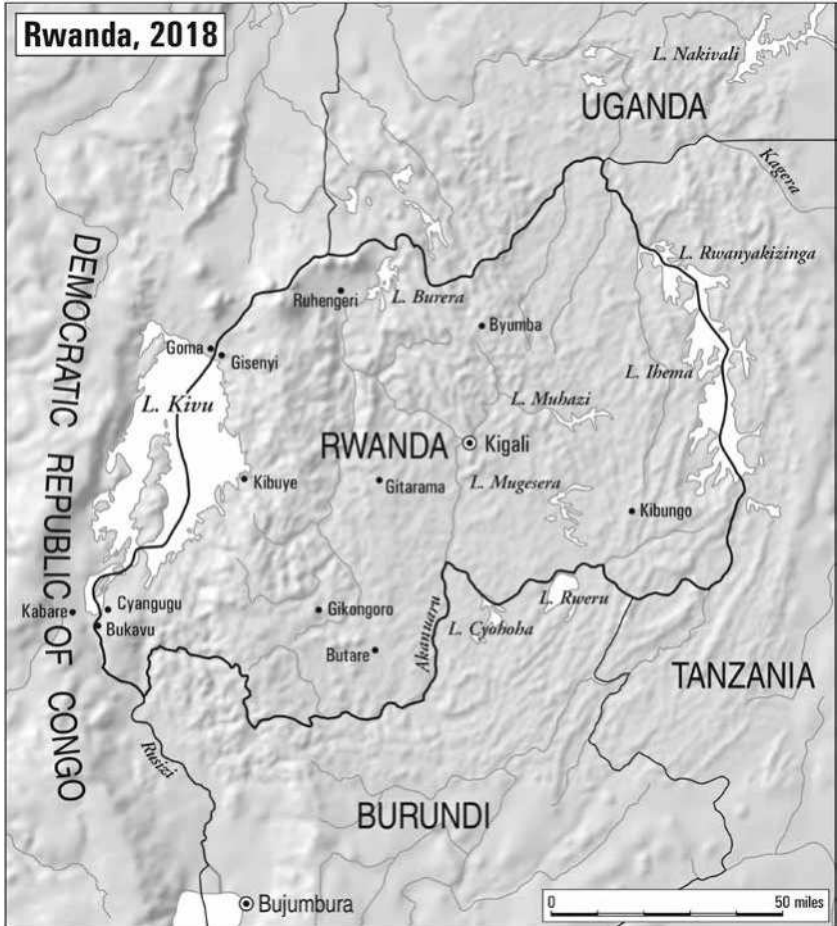 Rwanda, 2018
L. Nakivali
UGANDA
Kagera
L. Rwanyakizinga
Ruhengeri
L. Burera
Byumba
Goma
Gisenyi
L. Ihema
L. Kivu
L. Muhazi
RWANDA
Kigali
Kibuye
Gitarama
L. Mugesera
Kibungo
DEMOCRATIC REPUBLIC OF CONGO
Kabare
Cyangugu
Bukavu
Gikongoro
Butare
Akanuaru
L. Cyohoha
L. Rweru
TANZANIA
Rusizi
BURUNDI
Bujumbura
0 50 miles